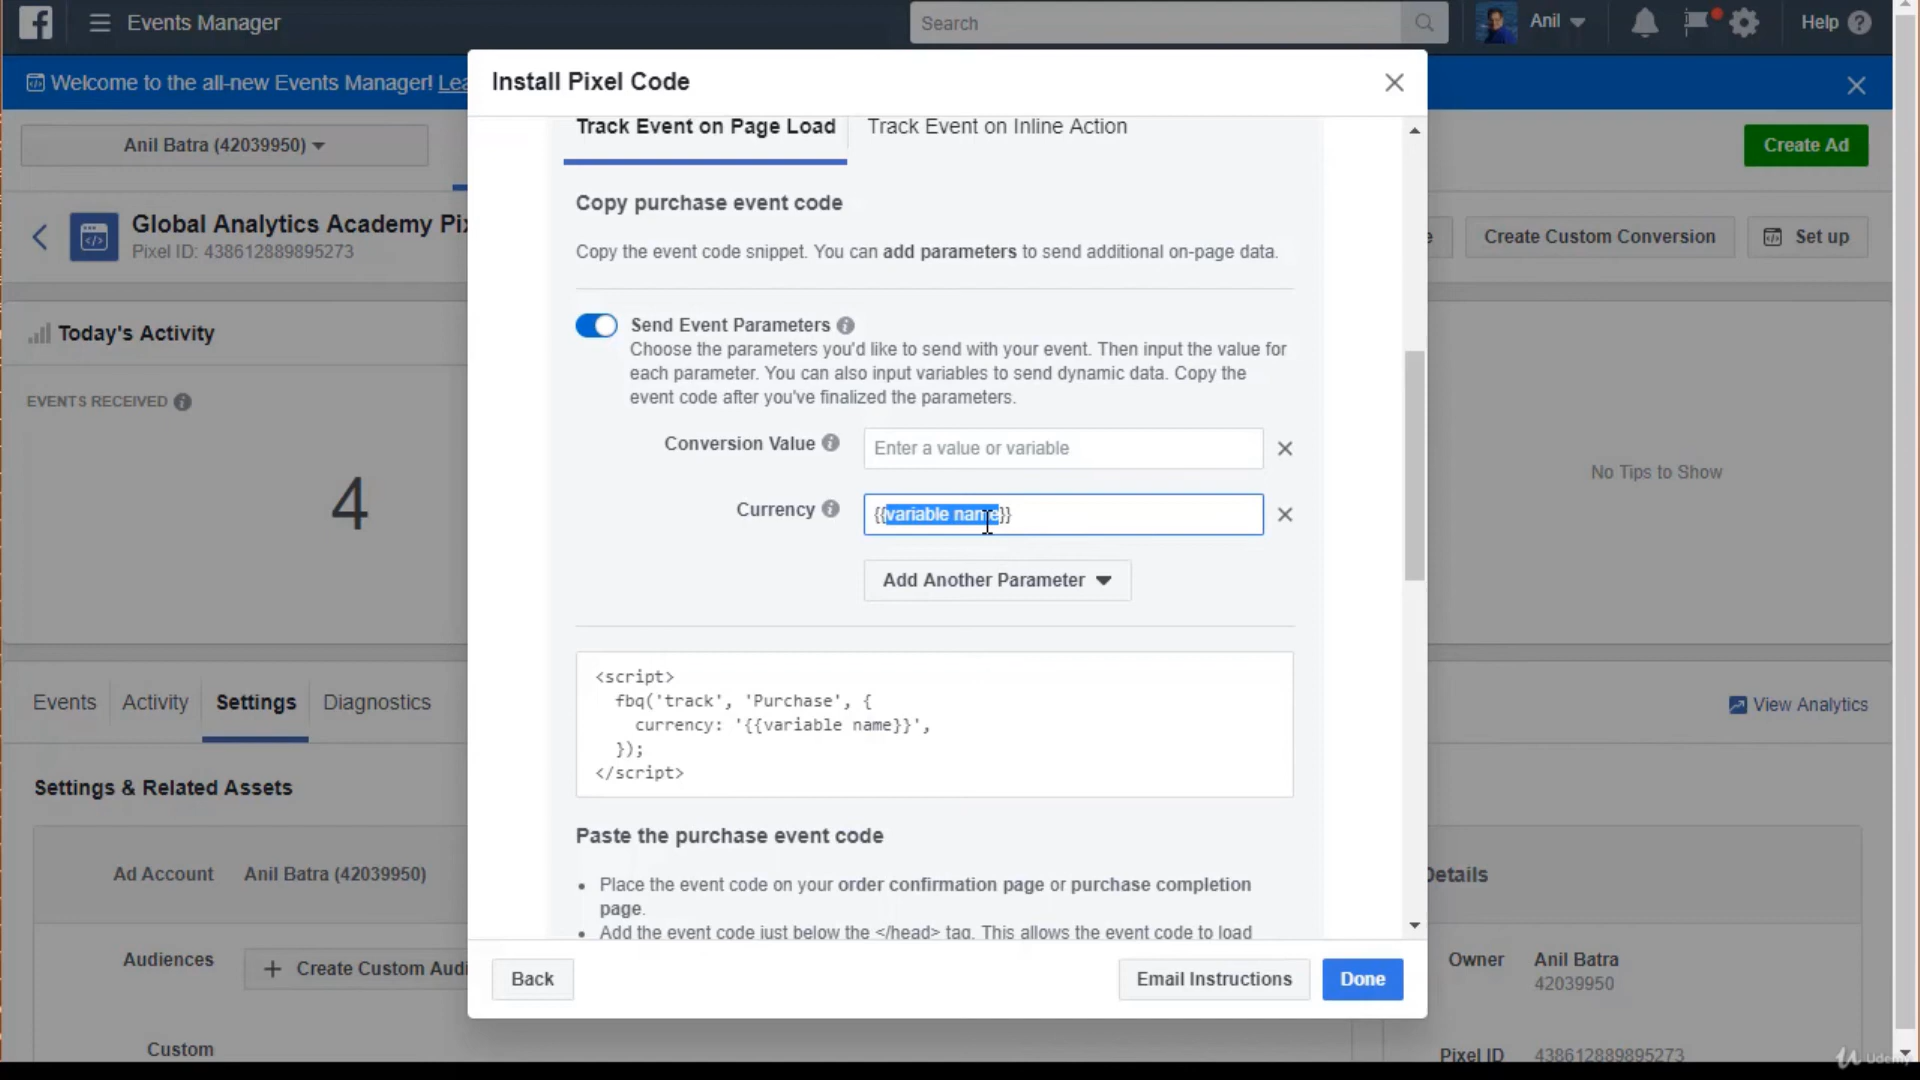 Events Manager
Search
Anil
Help
Welcome to the all-new Events Manager! Lea
Install Pixel Code
Anil Batra (42039950)
Track Event on Page Load
Track Event on Inline Action
Create Ad
Global Analytics Academy Pix
Pixel ID: 438612889895273
Copy purchase event code
e
Create Custom Conversion
Set up
Copy the event code snippet. You can add parameters to send additional on-page data.
Today's Activity
Send Event Parameters
Choose the parameters you'd like to send with your event. Then input the value for
each parameter. You can also input variables to send dynamic data. Copy the
event code after you've finalized the parameters.
EVENTS RECEIVED
4
Conversion Value
Enter a value or variable
No Tips to Show
Currency
{{variable name}}
Add Another Parameter
<script>
fbq('track', 'Purchase', {
currency: '{{variable name}}',
});
</script>
Events
Activity
Settings
Diagnostics
View Analytics
Settings & Related Assets
Paste the purchase event code
Place the event code on your order confirmation page or purchase completion
page.
Add the event code just below the </head> tag. This allows the event code to load
Ad Account
Anil Batra (42039950)
Details
Audiences
+ Create Custom Audi
Back
Email Instructions
Done
Owner
Anil Batra
42039950
Custom
Pixel ID
438612889895273
Udemy